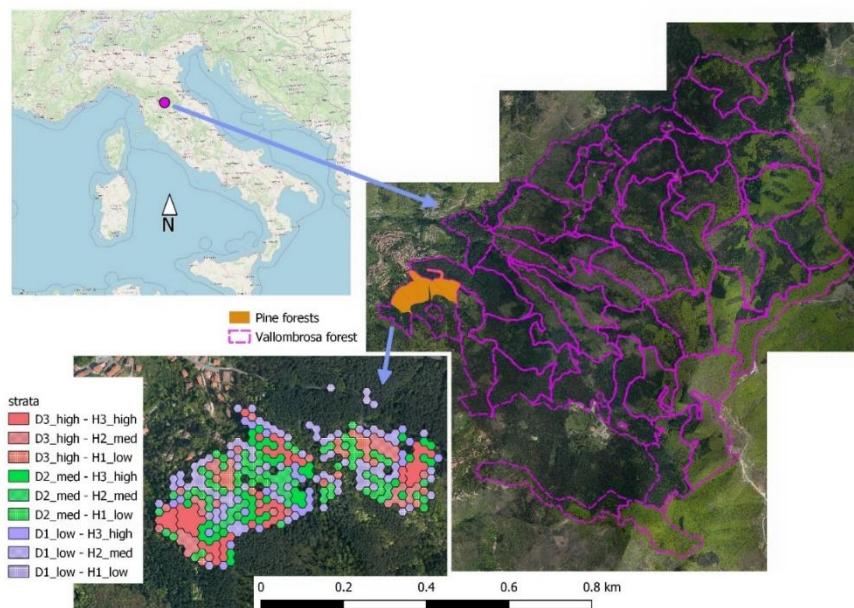 N
Pine forests
Vallombrosa forest
strata
D3_high - H3_high
D3_high - H2_med
D3_high - H1_low
D2_med - H3_high
D2_med - H2_med
D2_med - H1_low
D1_low - H3_high
D1_low - H2_med
D1_low - H1_low
0 0.2 0.4 0.6 0.8 km